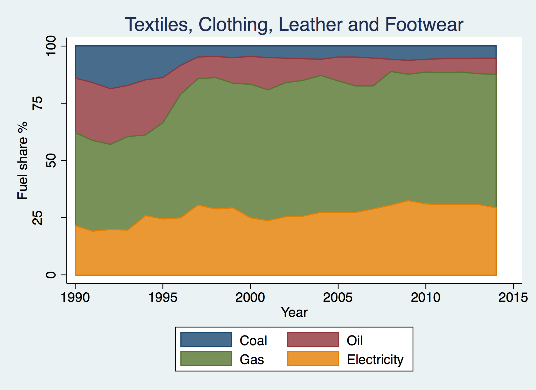 Textiles, Clothing, Leather and Footwear
Fuel share %
100
75
50
25
0
1990 1995 2000 2005 2010 2015
Year
Coal Oil
Gas Electricity